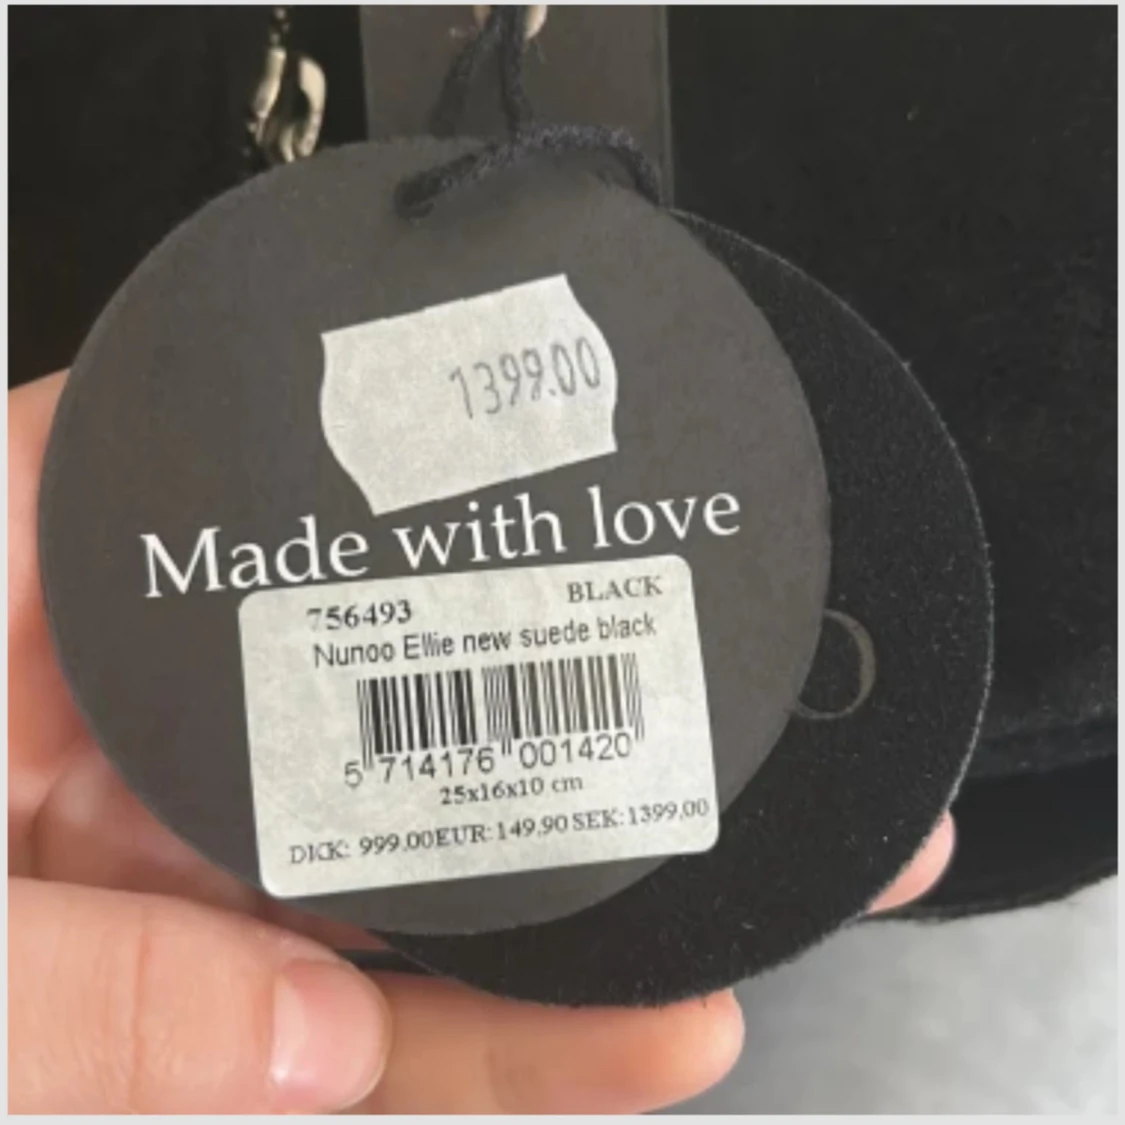 1399.00
Made with love
756493 BLACK
Nunoo Ellie new suede black
5 714176 001420
25x16x10 cm
DKK: 999.00EUR:149.90 SEK:1399.00